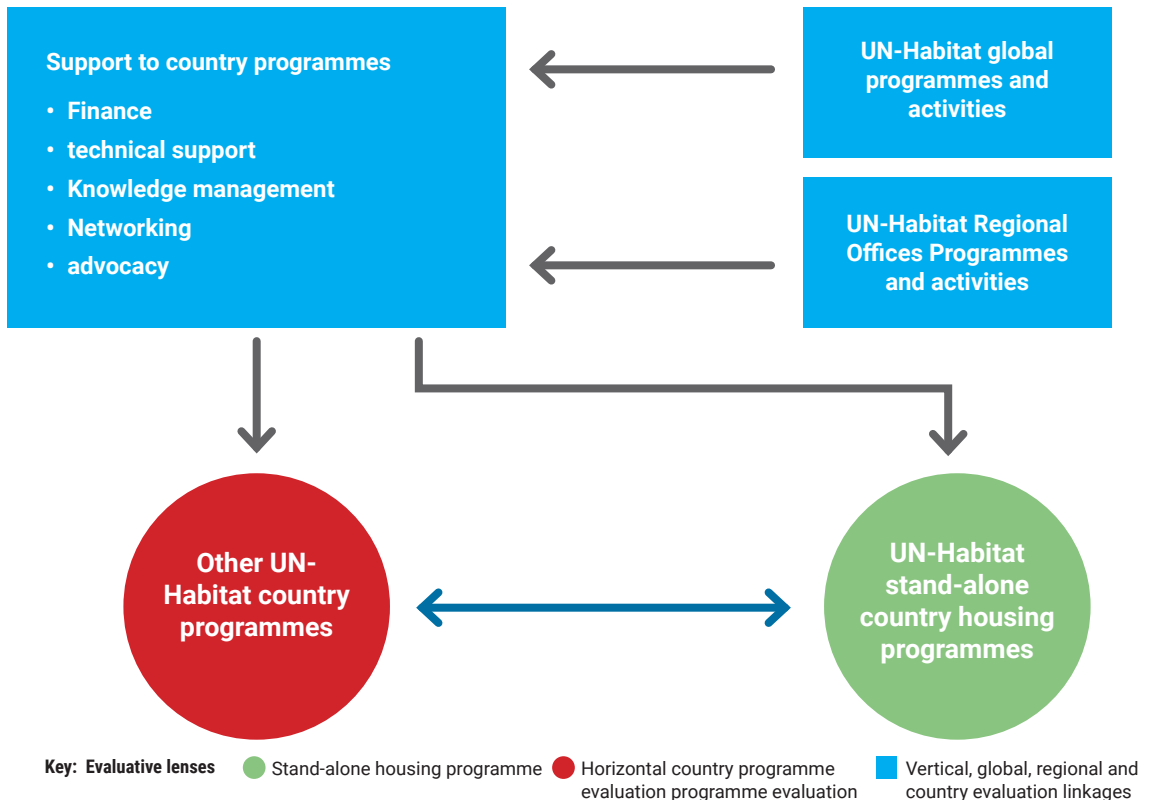 Support to country programmes
• Finance
• technical support
• Knowledge management
• Networking
• advocacy
UN-Habitat global
programmes and
activities
UN-Habitat Regional
Offices Programmes
and activities
Other UN-
Habitat country
programmes
UN-Habitat
stand-alone
country housing
programmes
Key: Evaluative lenses
Stand-alone housing programme
Horizontal country programme
evaluation programme evaluation
Vertical, global, regional and
country evaluation linkages